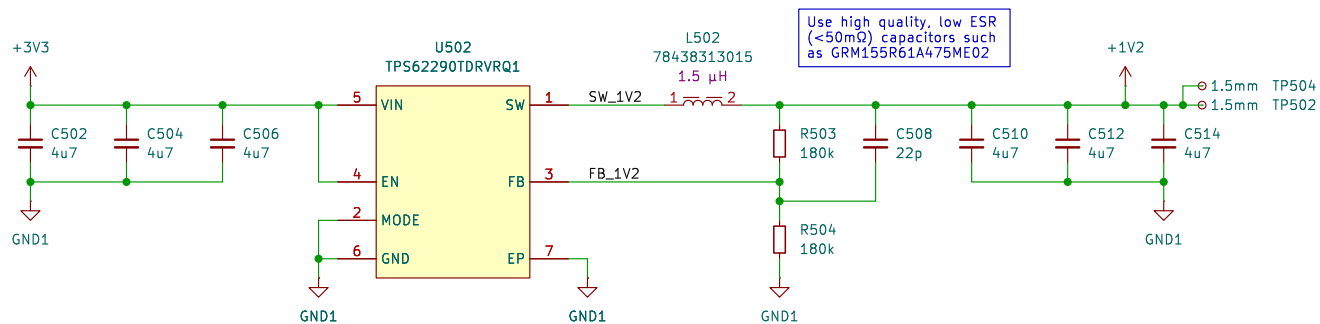 Use high quality, low ESR
(<50mΩ) capacitors such
as GRM155R61A475ME02
+3V3
U502
TPS62290TDRVRQ1
L502
78438313015
1.5 µH
+1V2
1.5mm TP504
1.5mm TP502
5 VIN
SW 1
SW_1V2
1 2
C502
4u7
C504
4u7
C506
4u7
R503
180k
C508
22p
C510
4u7
C512
4u7
C514
4u7
4 EN
FB 3
FB_1V2
2 MODE
R504
180k
6 GND
EP 7
GND1
GND1
GND1
GND1
GND1